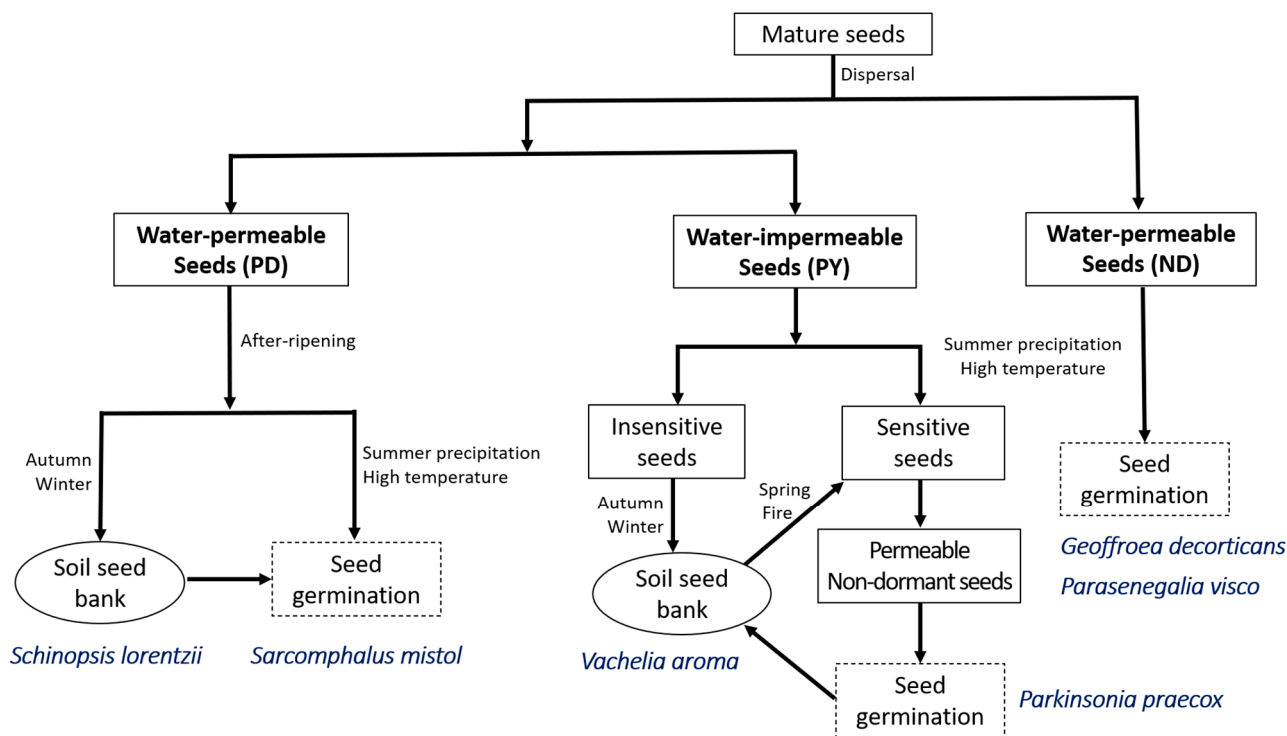 Mature seeds
Dispersal
Water-permeable
Seeds (PD)
Water-impermeable
Seeds (PY)
Water-permeable
Seeds (ND)
After-ripening
Summer precipitation
High temperature
Insensitive
seeds
Sensitive
seeds
Autumn
Winter
Summer precipitation
High temperature
Seed
germination
Autumn
Winter
Spring
Fire
Geoffroea decorticans
Parasenegalia visco
Soil seed
bank
Seed
germination
Soil seed
bank
Permeable
Non-dormant seeds
Schinopsis lorentzii
Sarcomphalus mistol
Vachelia aroma
Seed
germination
Parkinsonia praecox